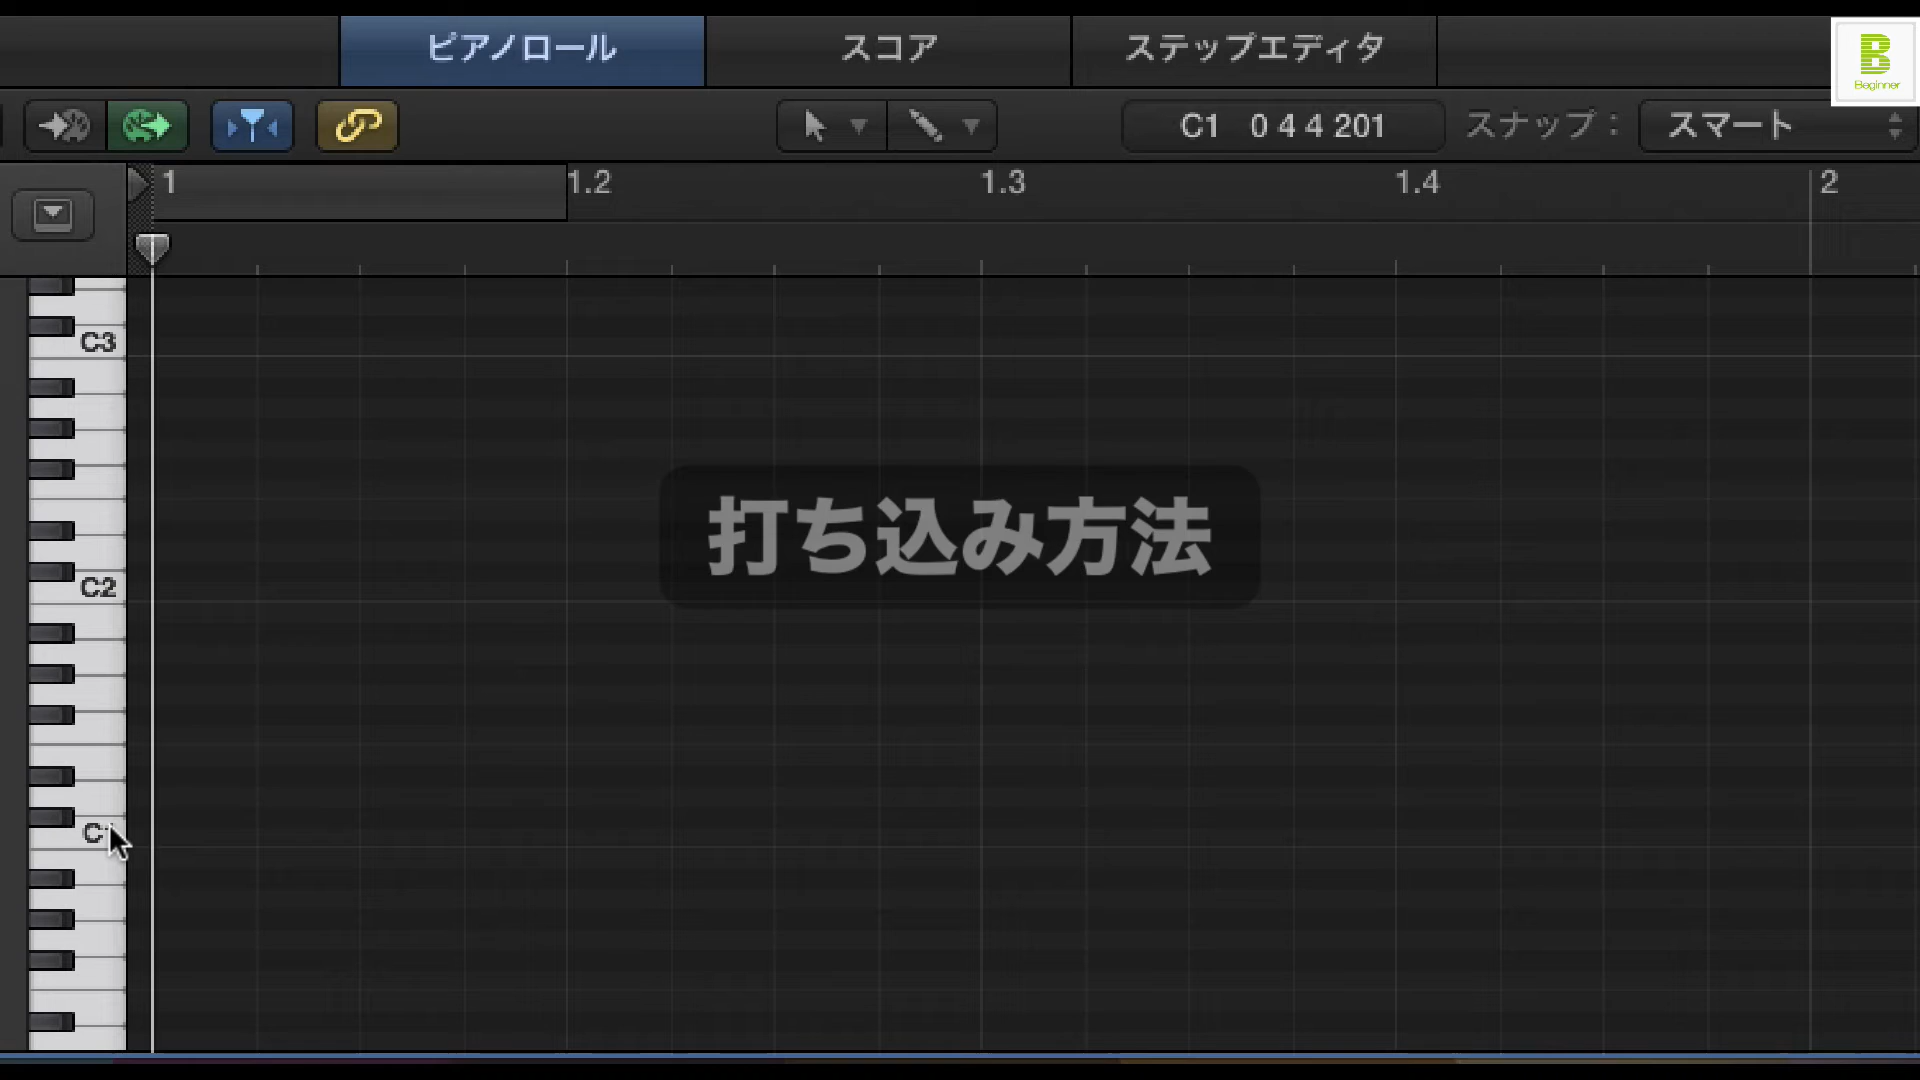 ピアノロール
スコア
ステップエディタ
B
Beginner
C1 0 4 4 201
スナップ：
スマート
1
1.2
1.3
1.4
2
C3
打ち込み方法
C2
C